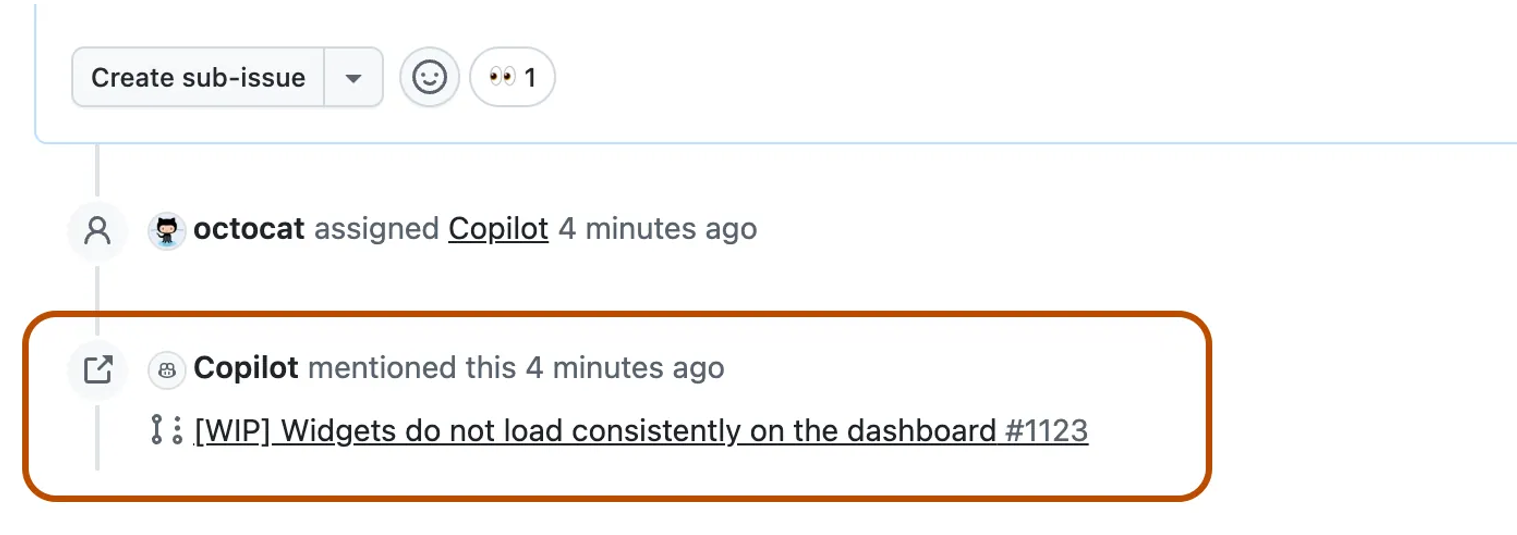 Create sub-issue
👀 1
octocat assigned Copilot 4 minutes ago
Copilot mentioned this 4 minutes ago
[WIP] Widgets do not load consistently on the dashboard #1123